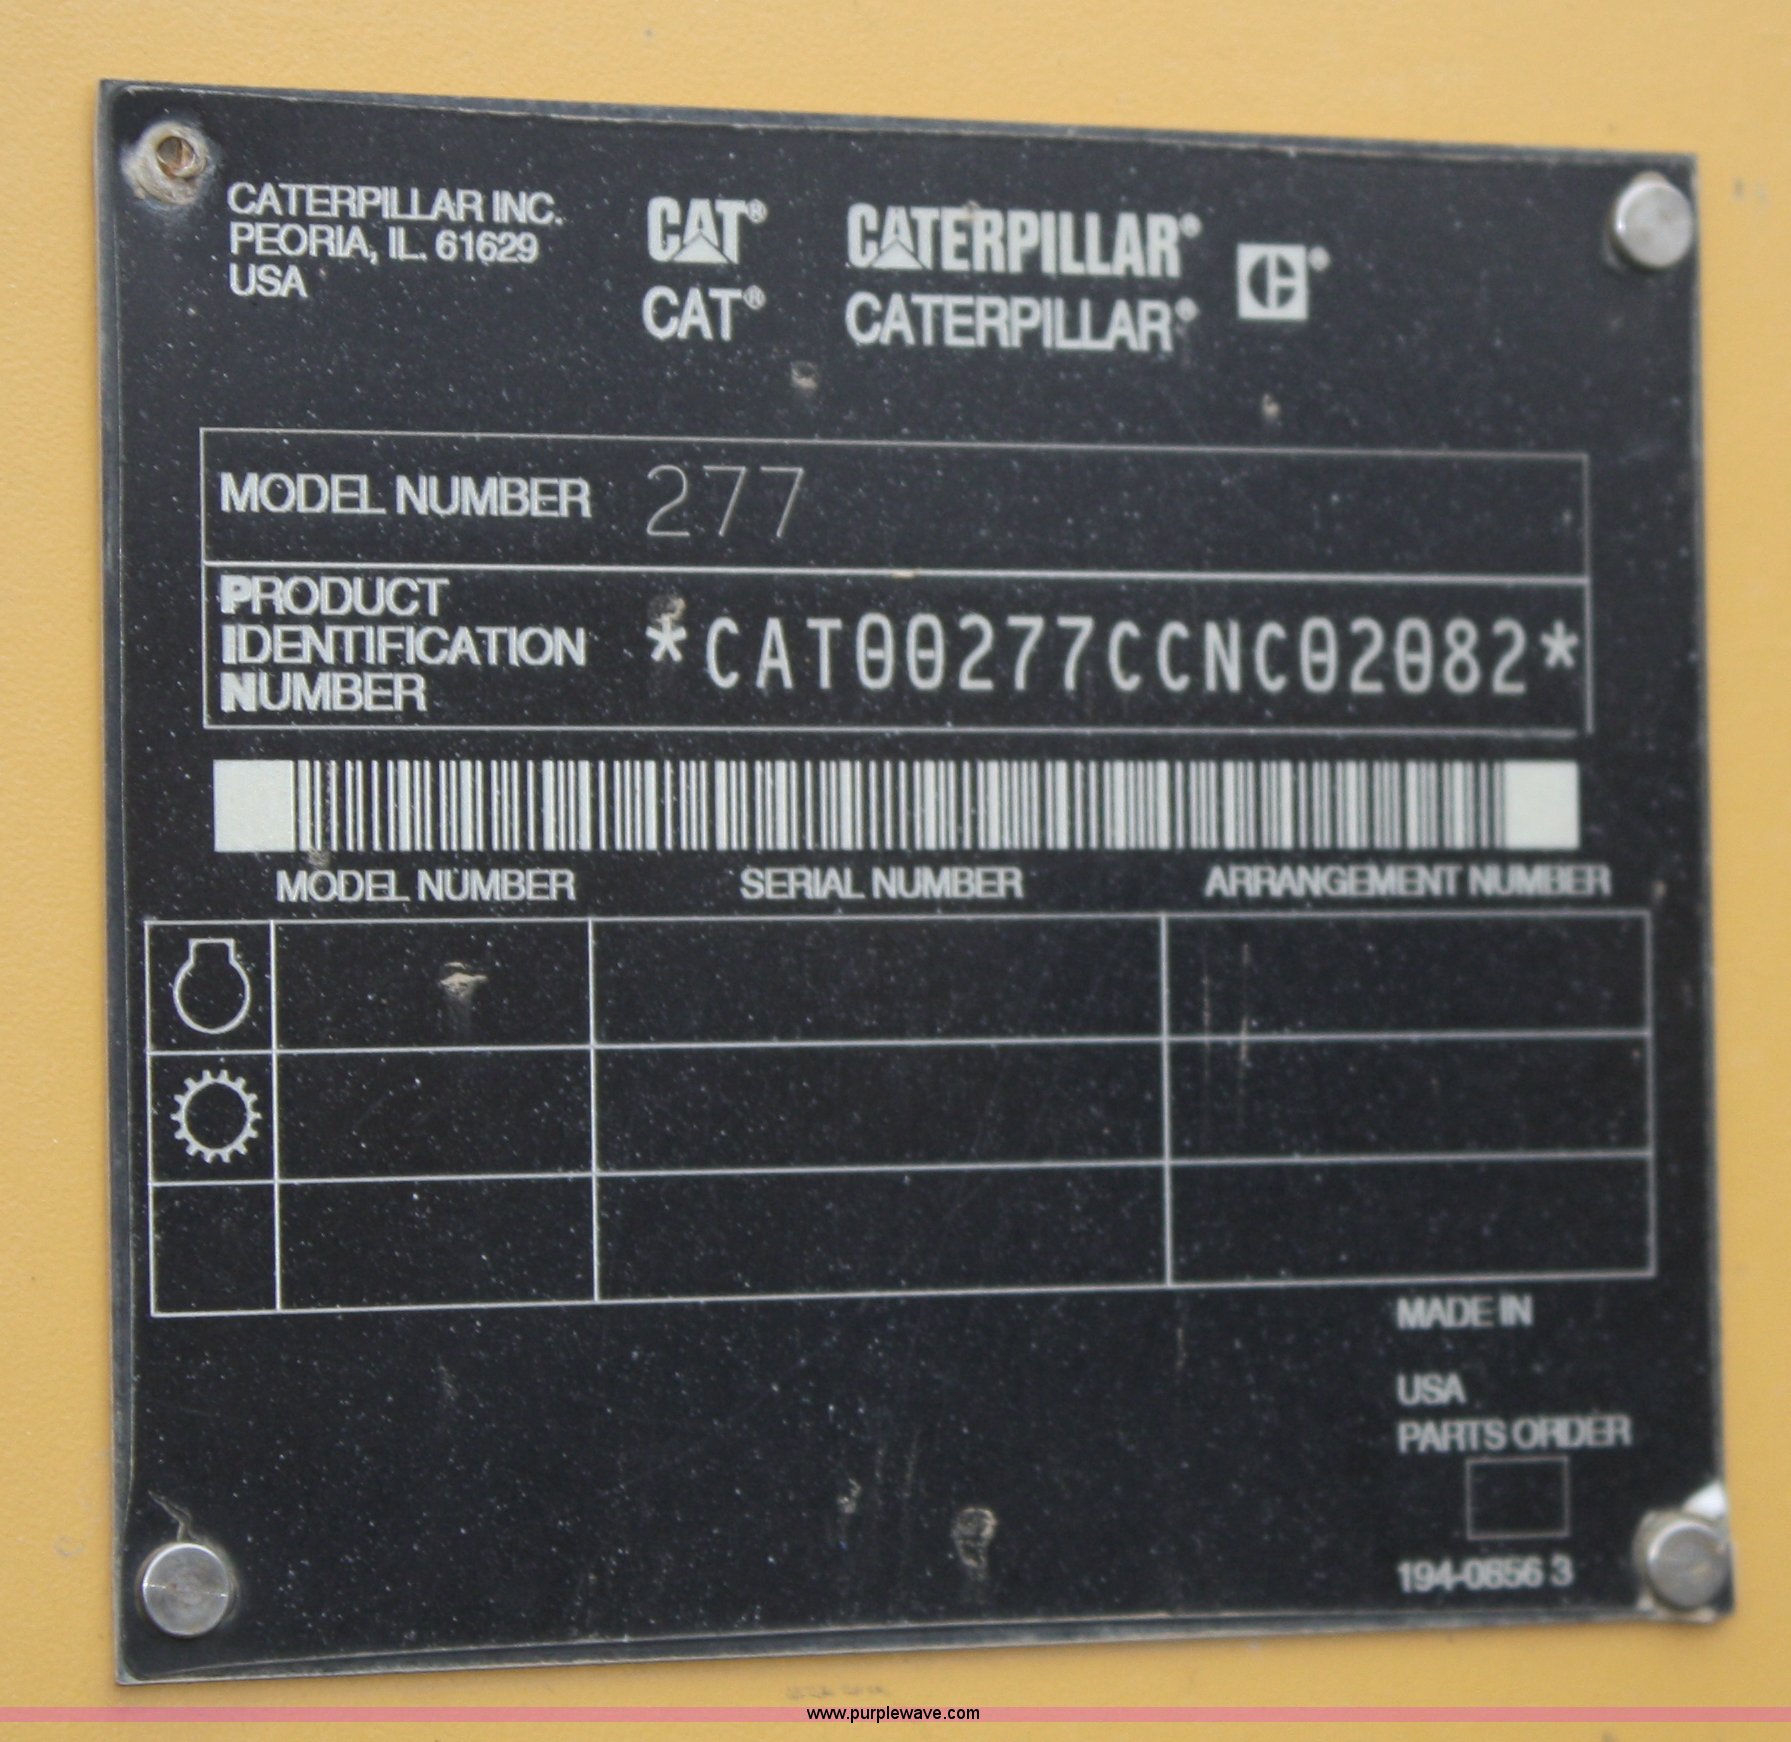 CATERPILLAR INC.
PEORIA, IL. 61629
USA
CAT® CATERPILLAR®
CAT® CATERPILLAR®
MODEL NUMBER 277
PRODUCT
IDENTIFICATION
NUMBER
*CAT00277CCNC02082*
MODEL NUMBER SERIAL NUMBER ARRANGEMENT NUMBER
MADE IN
USA
PARTS ORDER
194-0856 3
www.purplewave.com